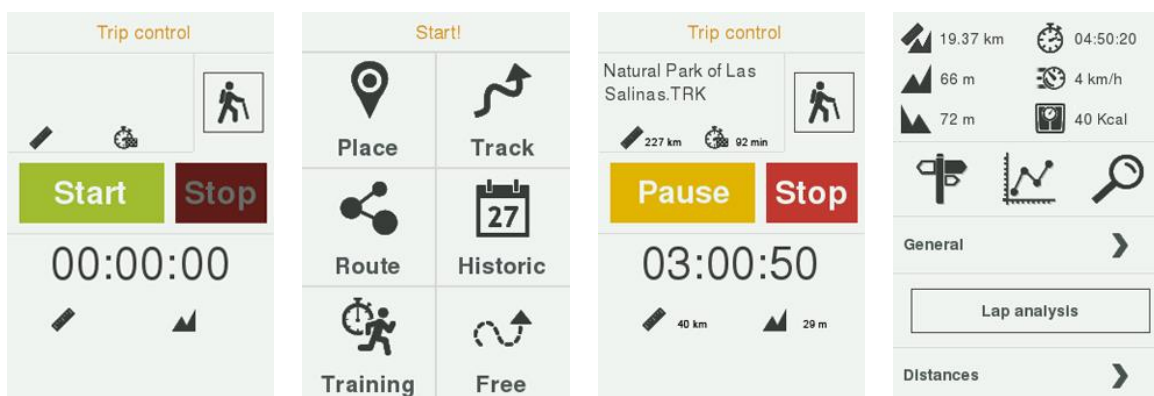 Trip control
Start
Stop
00:00:00
Start!
Place
Track
Route
27
Historic
Training
Free
Trip control
Natural Park of Las
Salinas.TRK
227 km
92 min
Pause
Stop
03:00:50
40 km
29 m
19.37 km
04:50:20
66 m
4 km/h
72 m
40 Kcal
General
Lap analysis
Distances